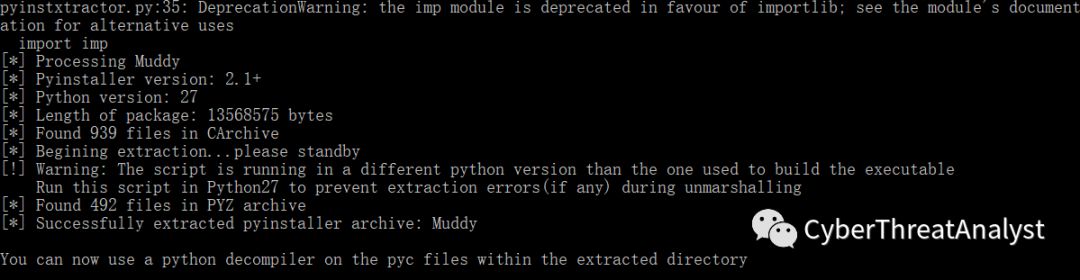 pyinstxtractor.py:35: DeprecationWarning: the imp module is deprecated in favour of importlib; see the module's document
ation for alternative uses
  import imp
[*] Processing Muddy
[*] Pyinstaller version: 2.1+
[*] Python version: 27
[*] Length of package: 13568575 bytes
[*] Found 939 files in CArchive
[*] Begining extraction...please standby
[!] Warning: The script is running in a different python version than the one used to build the executable
    Run this script in Python27 to prevent extraction errors(if any) during unmarshalling
[*] Found 492 files in PYZ archive
[*] Successfully extracted pyinstaller archive: Muddy
CyberThreatAnalyst
You can now use a python decompiler on the pyc files within the extracted directory